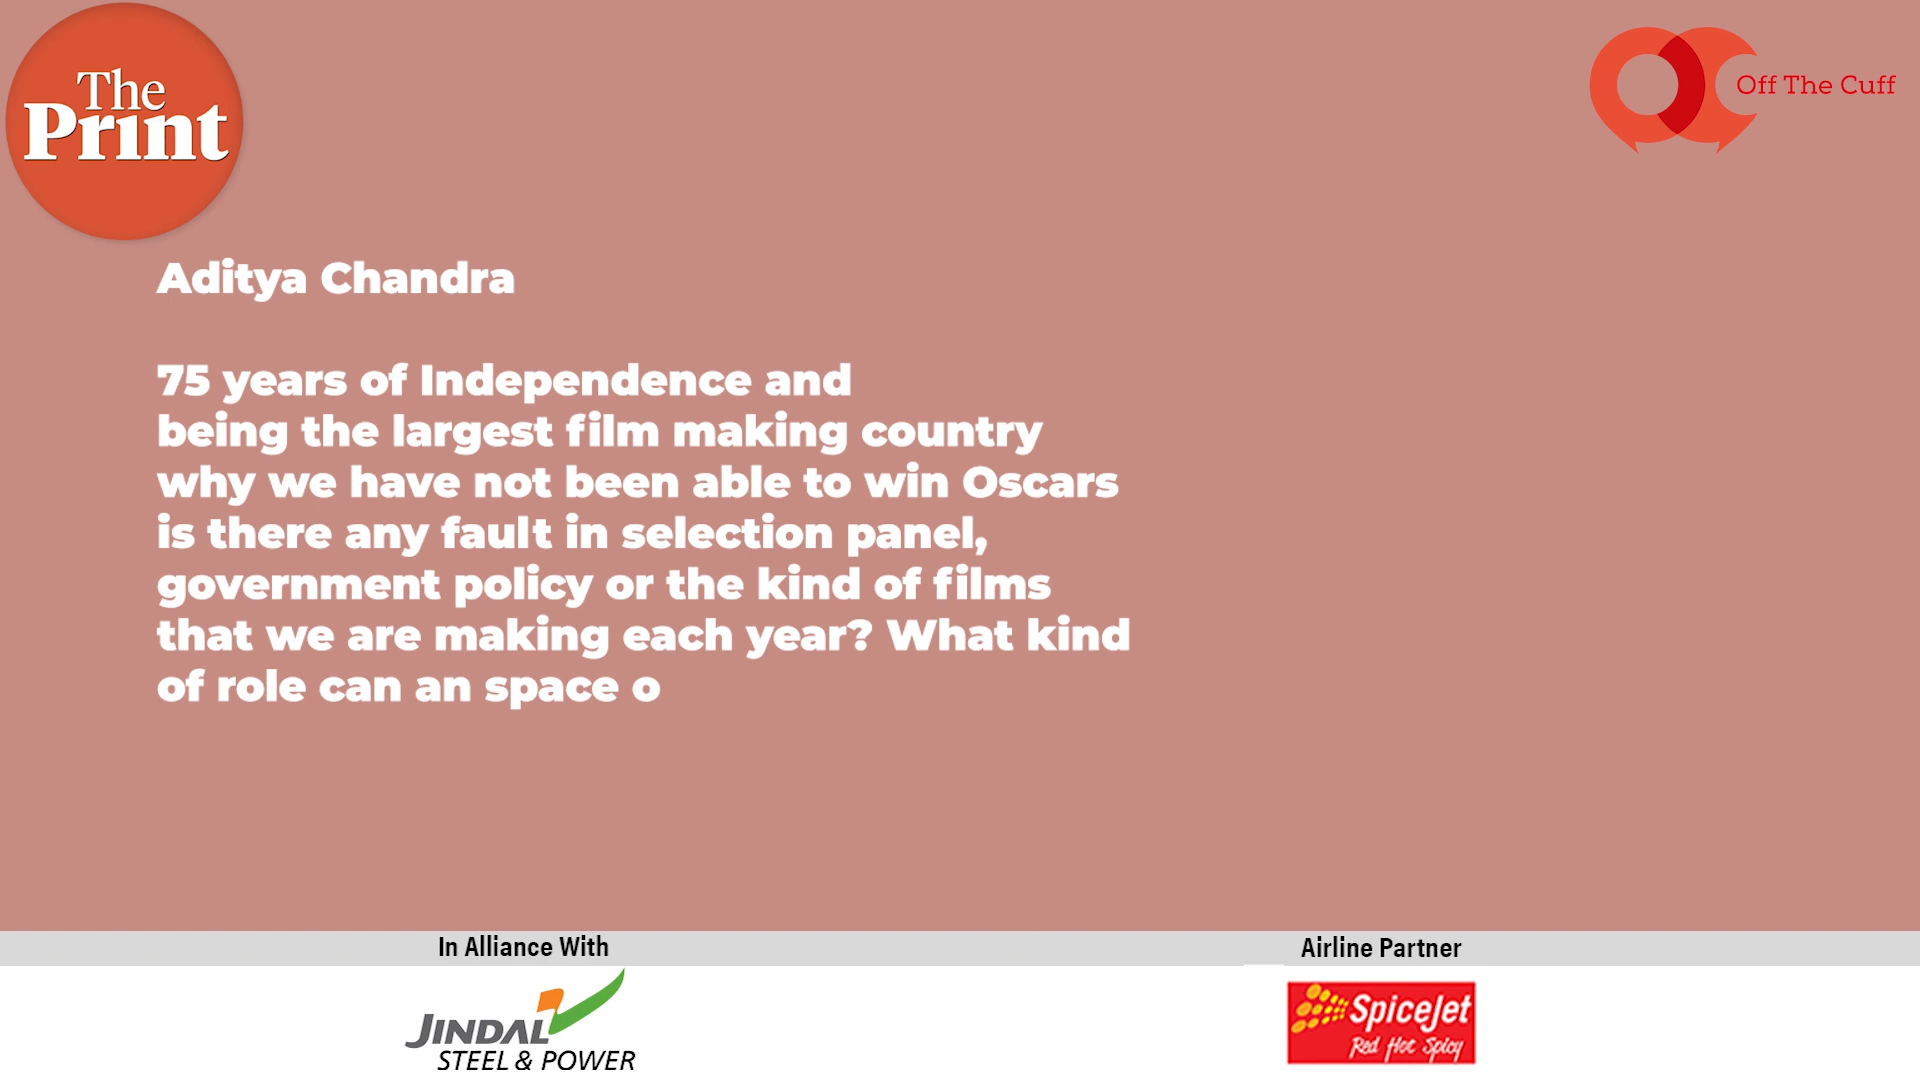 The
Print
Off The Cuff
Aditya Chandra
75 years of Independence and
being the largest film making country
why we have not been able to win Oscars
is there any fault in selection panel,
government policy or the kind of films
that we are making each year? What kind
of role can an space o
In Alliance With
Airline Partner
JINDAL
STEEL & POWER
SpiceJet
Red Hot Spicy